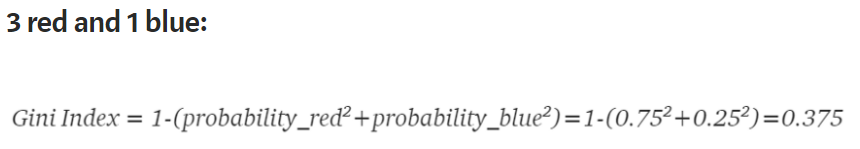 3 red and 1 blue:
Gini Index = 1-(probability_red²+probability_blue²)=1-(0.75²+0.25²)=0.375